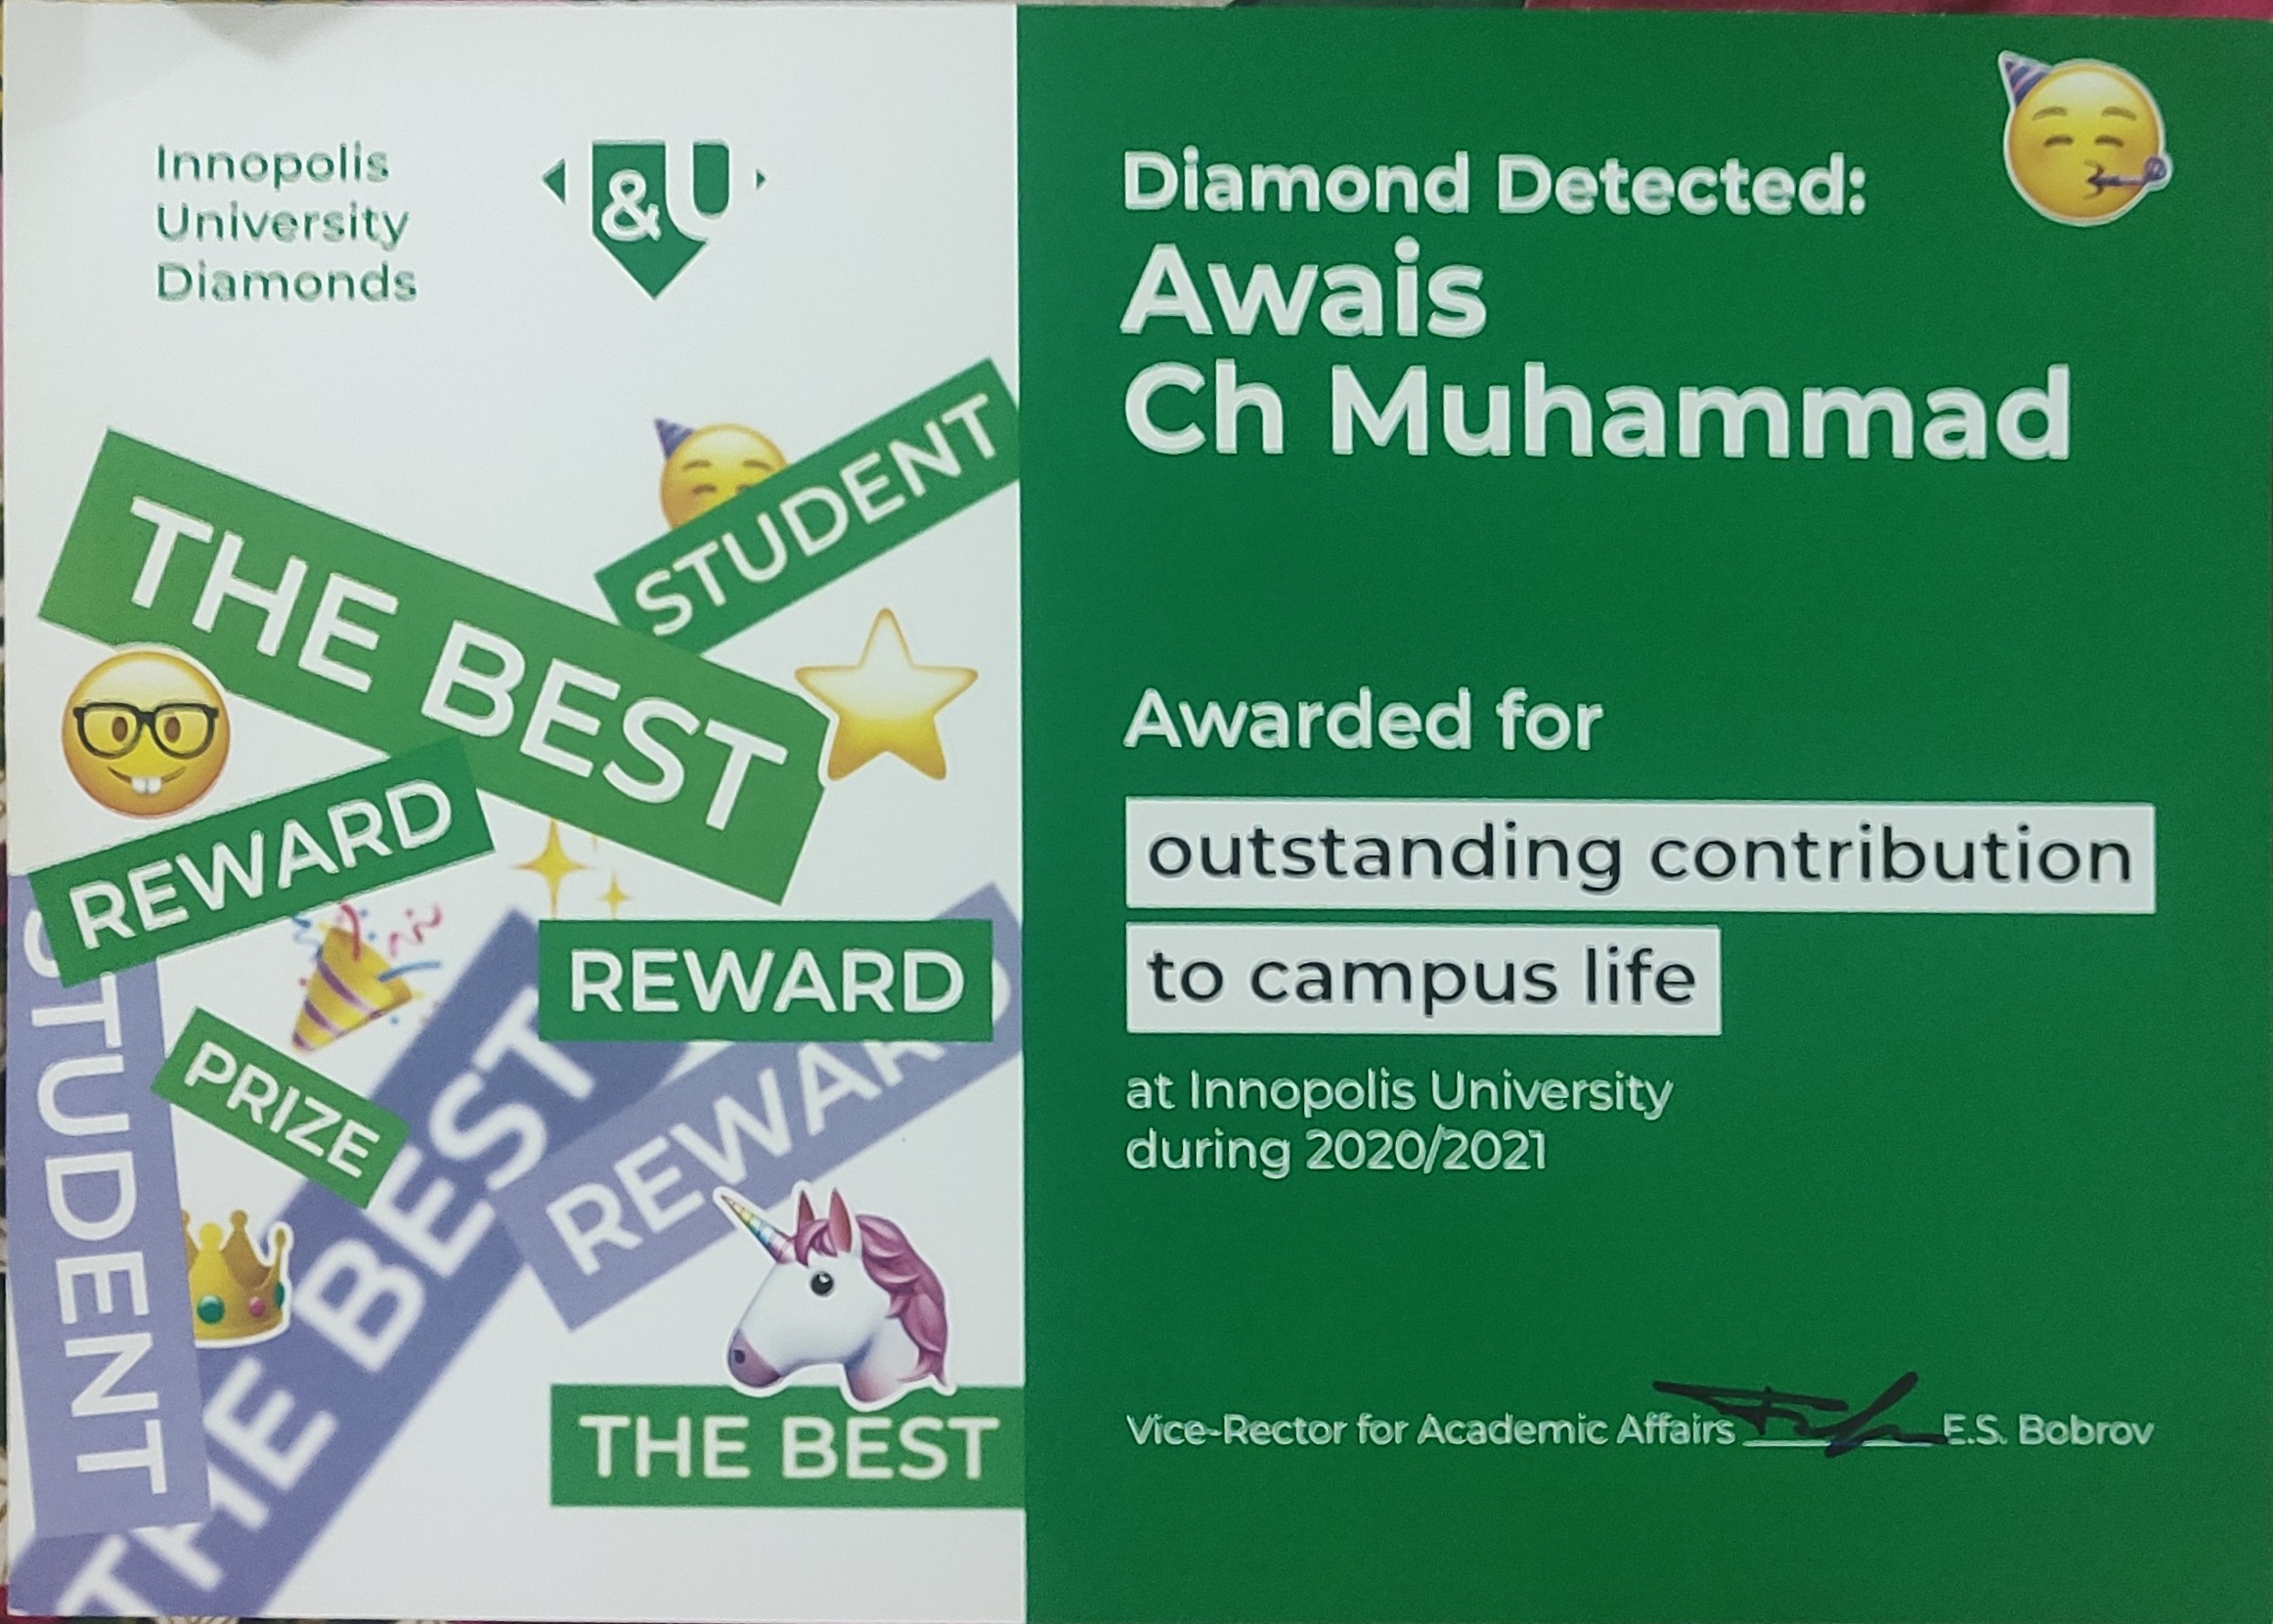 Innopolis
University
Diamonds
&U
STUDENT
THE BEST
REWARD
REWARD
STUDENT
PRIZE
THE BEST
REWARD
THE BEST
Diamond Detected:
Awais
Ch Muhammad
Awarded for
outstanding contribution
to campus life
at Innopolis University
during 2020/2021
Vice-Rector for Academic Affairs E.S. Bobrov